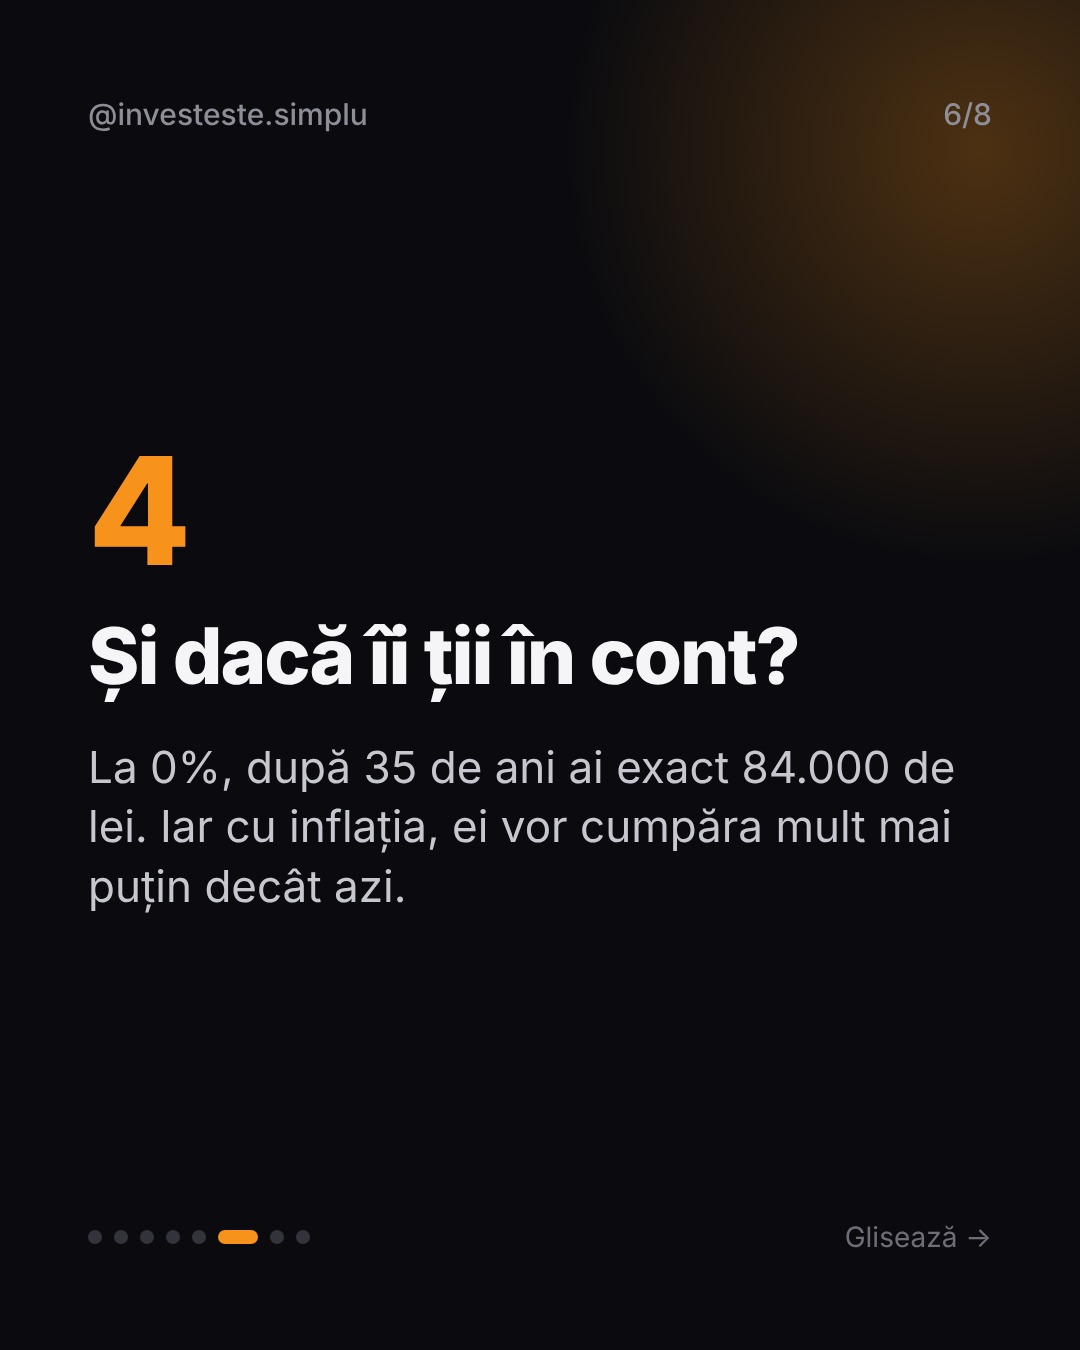 @investeste.simplu
6/8
4
Și dacă îi ții în cont?
La 0%, după 35 de ani ai exact 84.000 de
lei. Iar cu inflația, ei vor cumpăra mult mai
puțin decât azi.
Glisează →